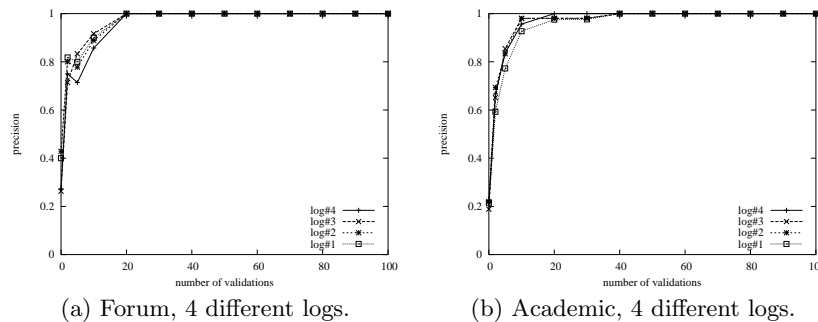 1
0.8
0.6
0.4
0.2
0
precision
0 20 40 60 80 100
number of validations
log#4
log#3
log#2
log#1
(a) Forum, 4 different logs.
1
0.8
0.6
0.4
0.2
0
precision
0 20 40 60 80 100
number of validations
log#4
log#3
log#2
log#1
(b) Academic, 4 different logs.